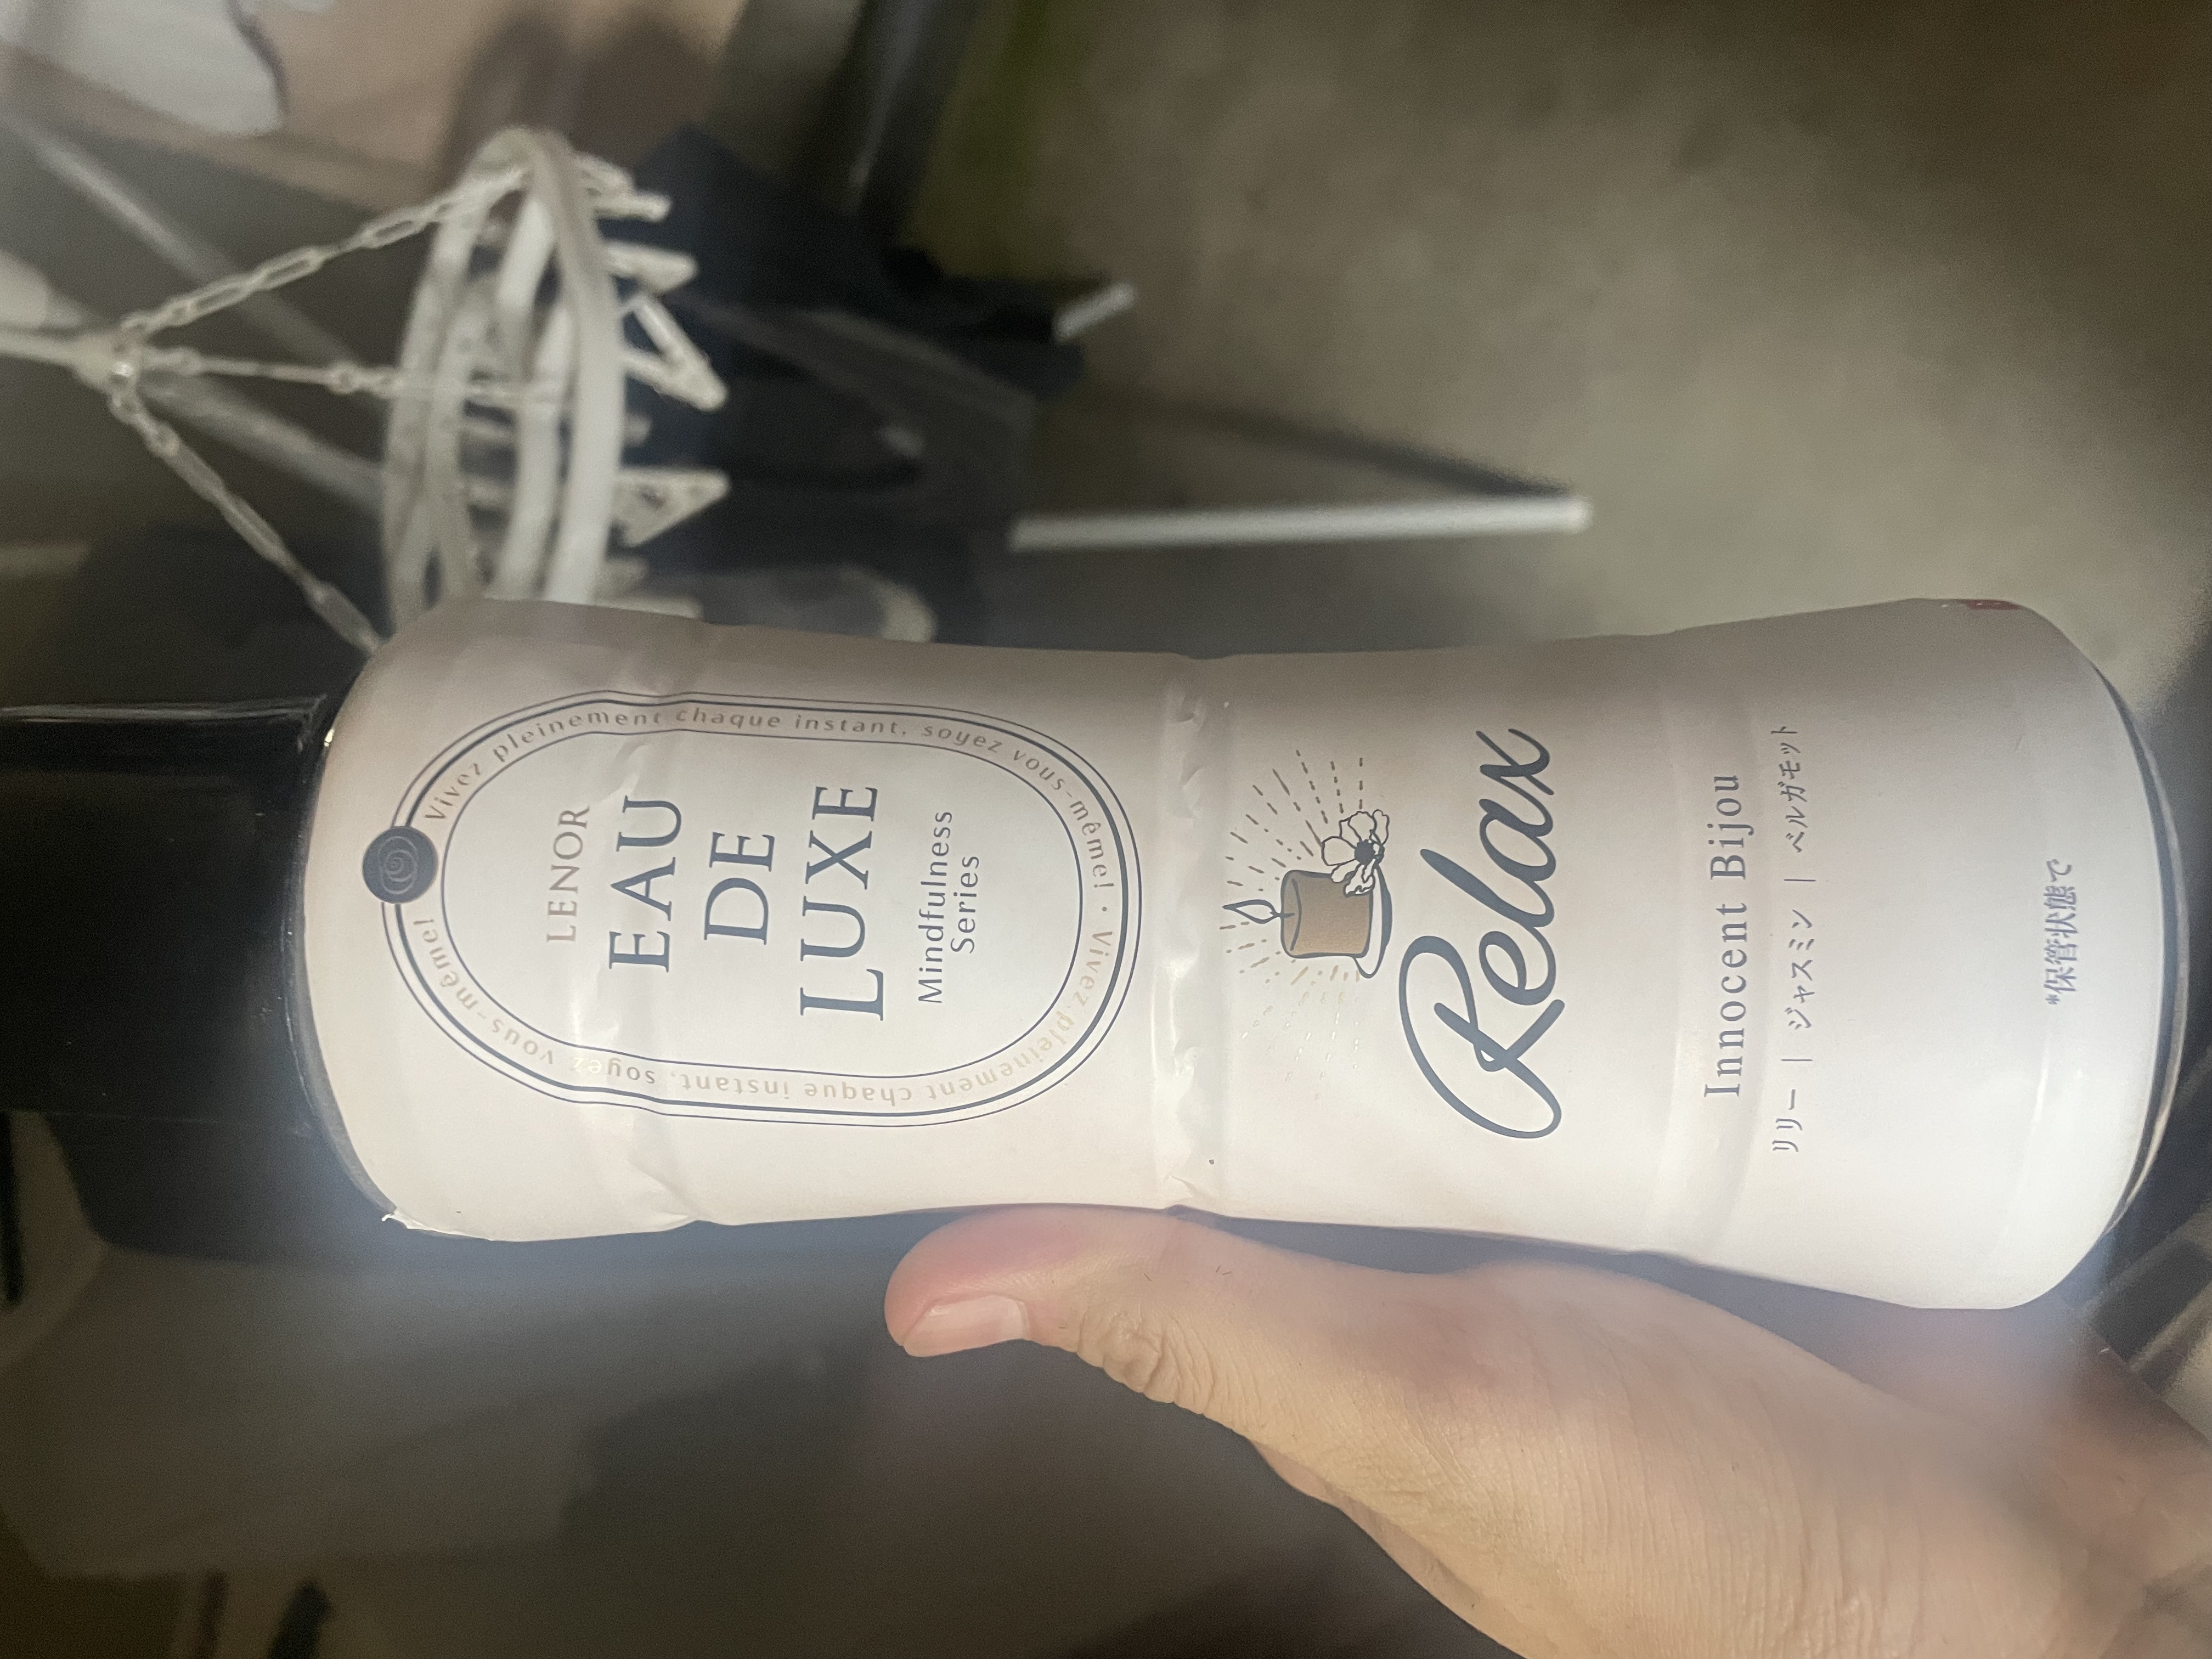 Vivez pleinement chaque instant, soyez vous-même! · Vivez pleinement chaque instant, soyez vous-même!
LENOR
EAU
DE
LUXE
Mindfulness
Series
Relax
Innocent Bijou
リリー | ジャスミン | ベルガモット
*保管状態で